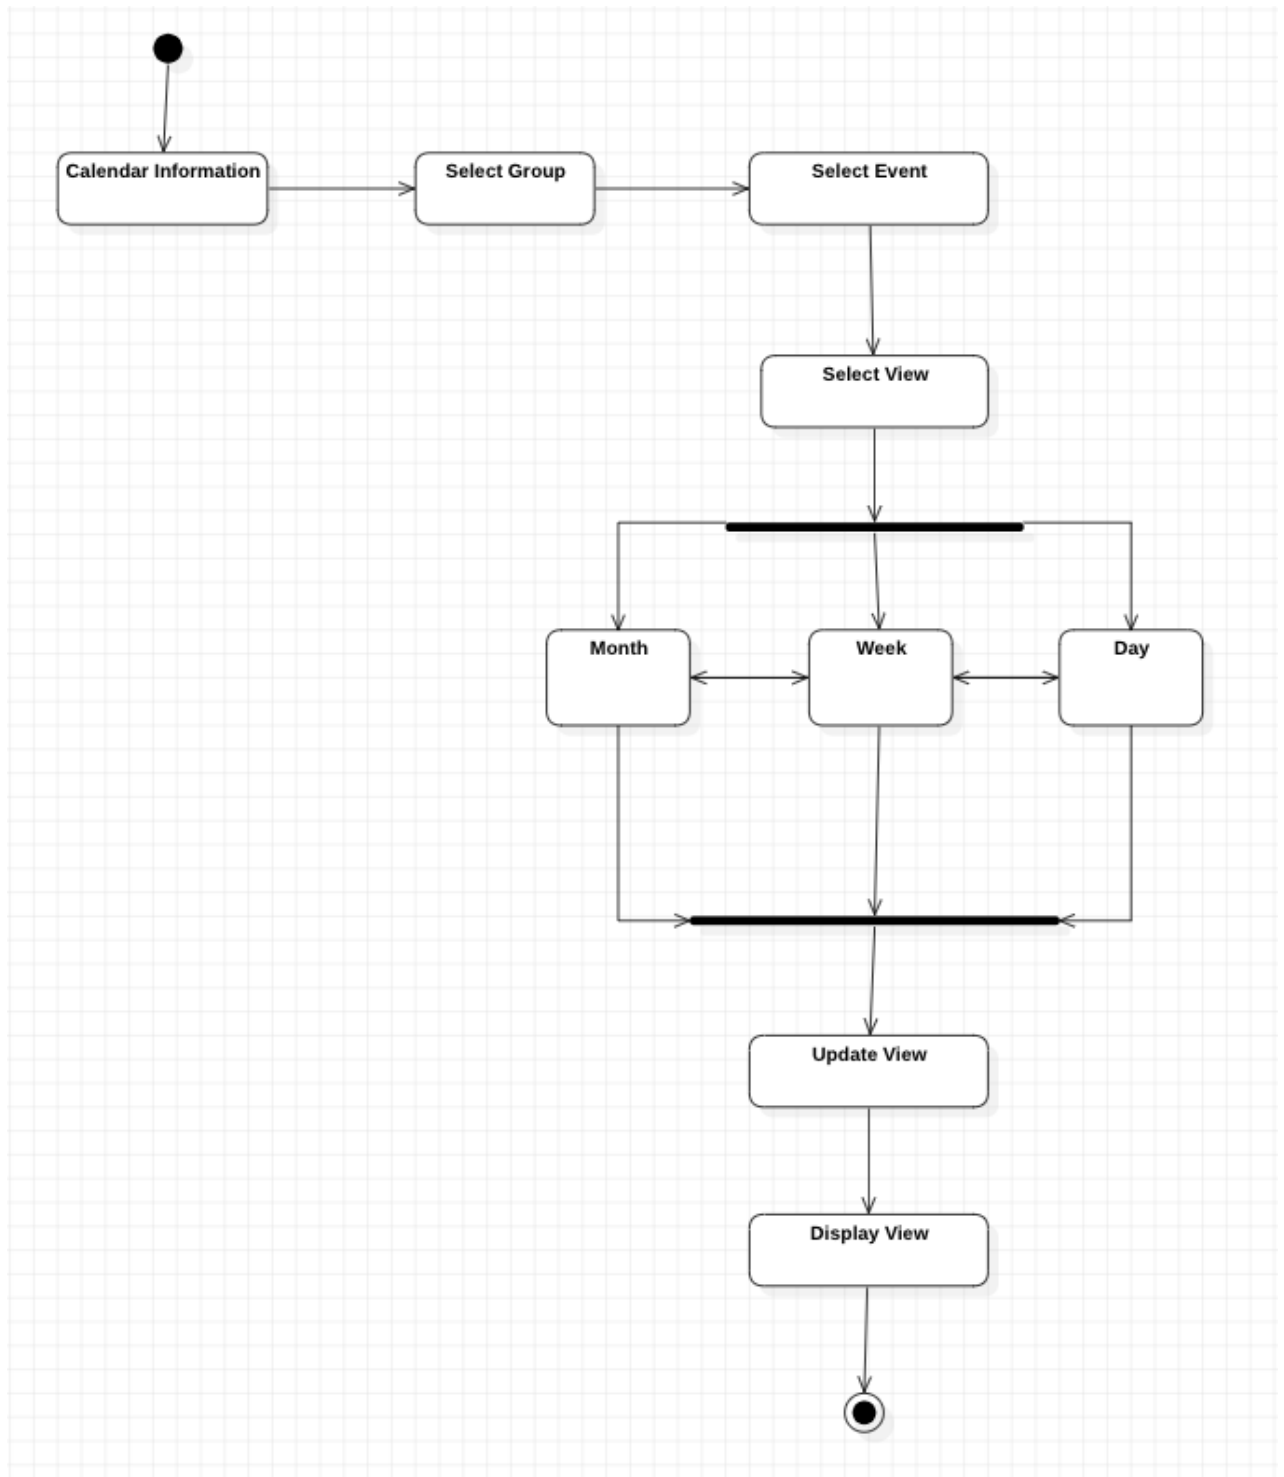 Calendar Information
Select Group
Select Event
Select View
Month
Week
Day
Update View
Display View